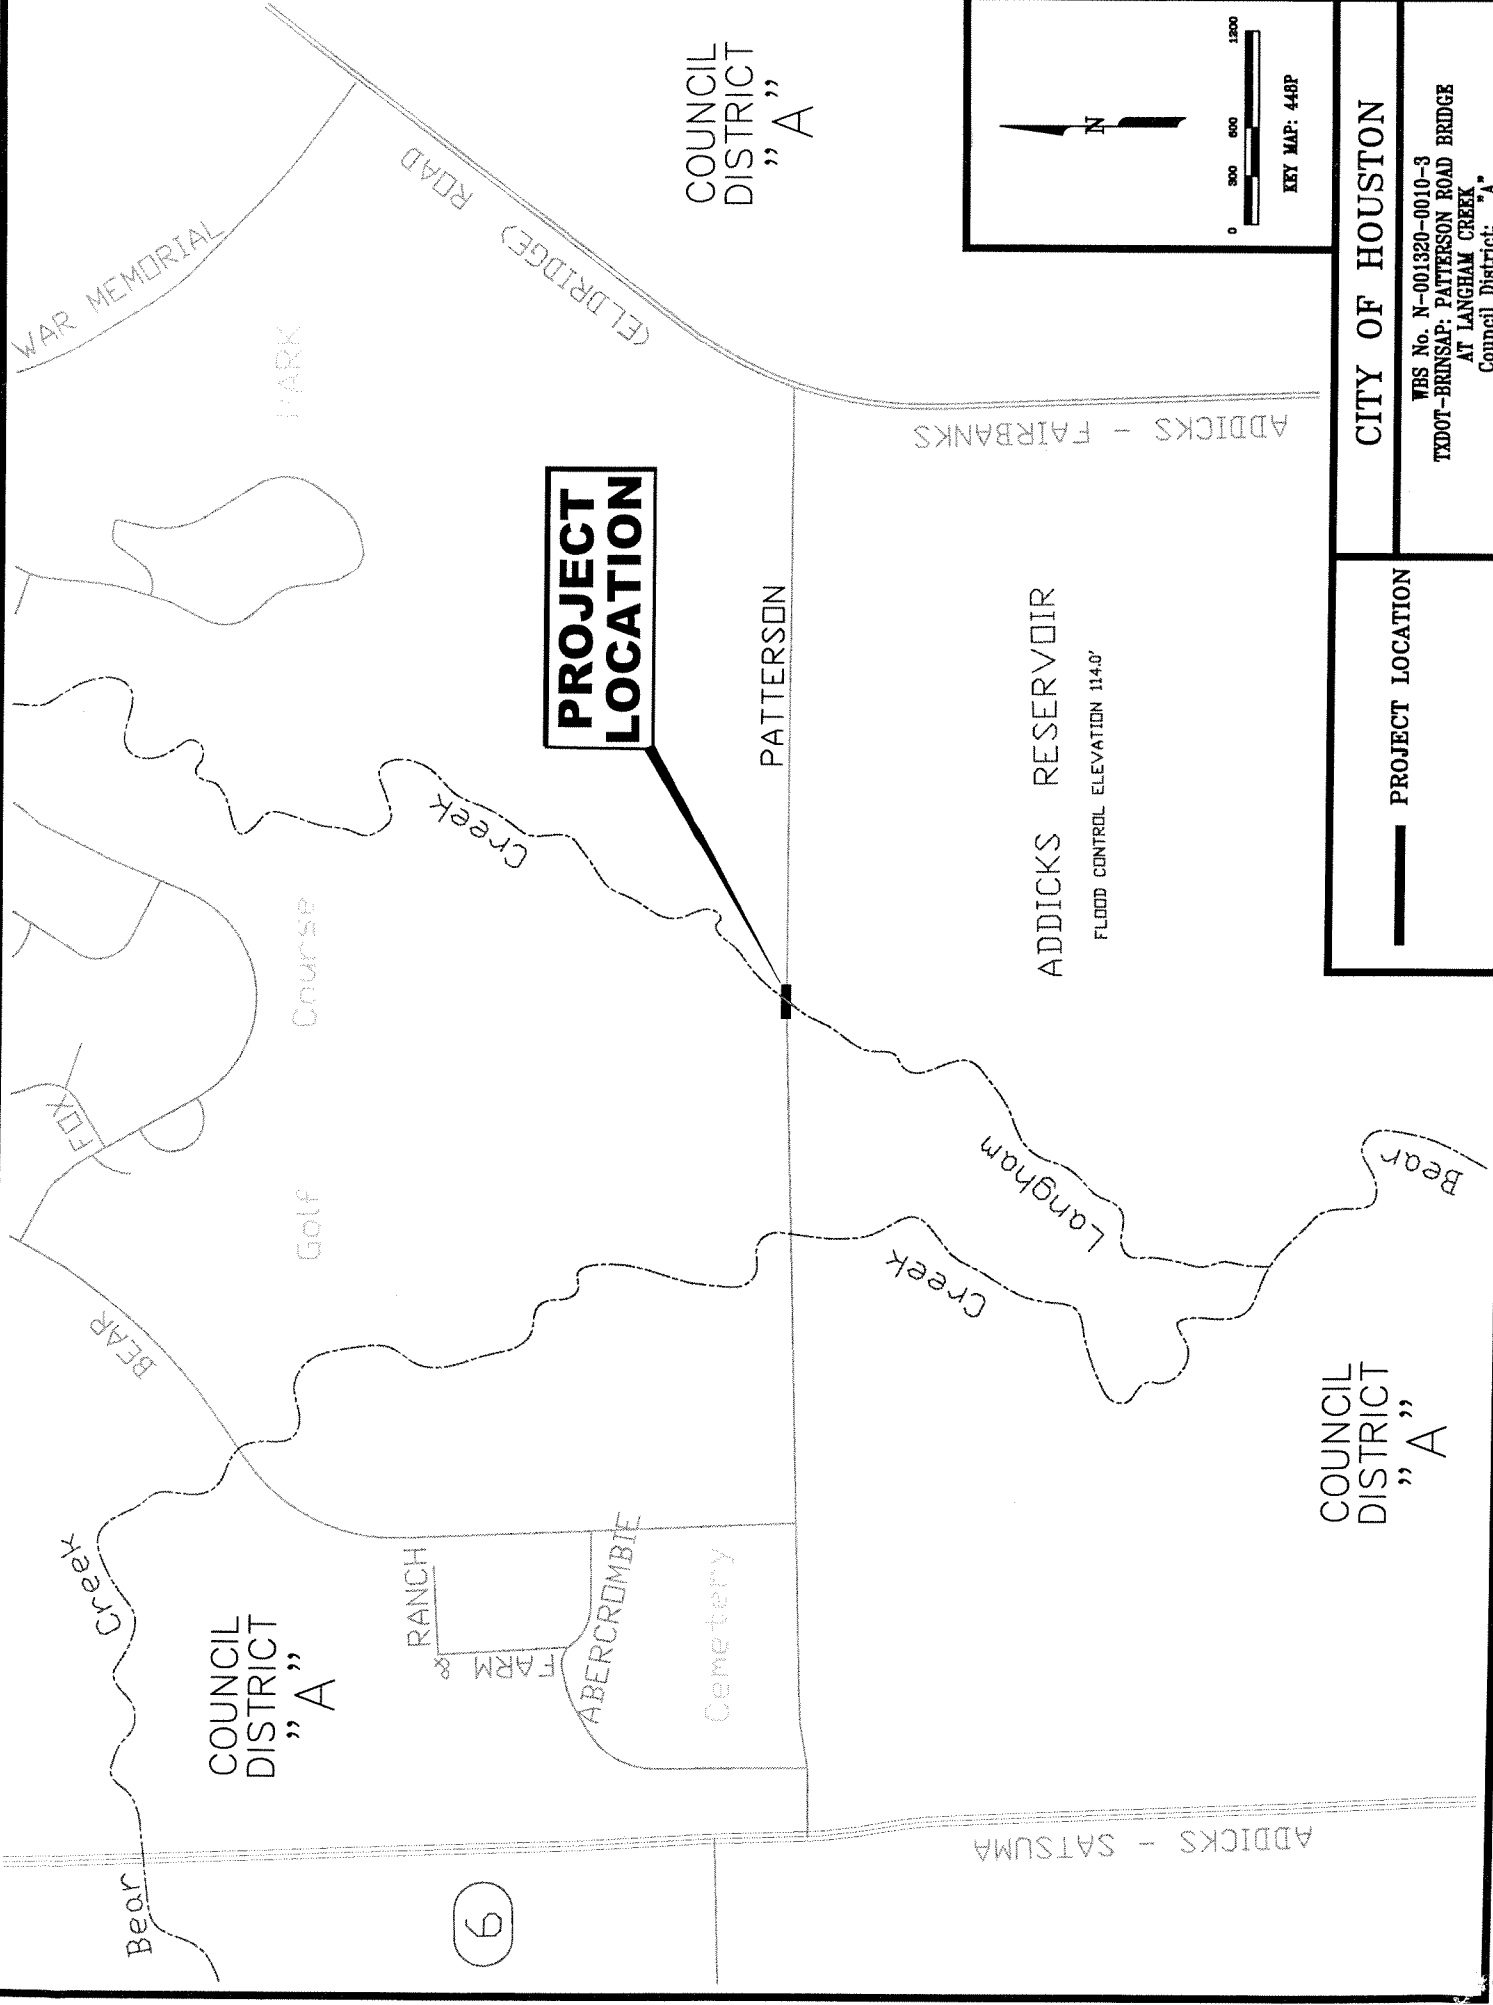 Bear
Creek
6
COUNCIL
DISTRICT
" A "
ADDICKS - SATSUMA
RANCH
FARM &
ABERCROMBIE
Cemetery
BEAR
FOX
Golf Course
Creek
PARK
WAR MEMORIAL
(ELDRIDGE) ROAD
COUNCIL
DISTRICT
" A "
PROJECT
LOCATION
PATTERSON
ADDICKS - FAIRBANKS
ADDICKS RESERVOIR
FLOOD CONTROL ELEVATION 114.0'
Creek
Langham
Bear
COUNCIL
DISTRICT
" A "
N
0 300 600 1200
KEY MAP: 448P
PROJECT LOCATION
CITY OF HOUSTON
WBS No. N-001320-0010-3
TXDOT-BRINSAP: PATTERSON ROAD BRIDGE
AT LANGHAM CREEK
Council District: "A"